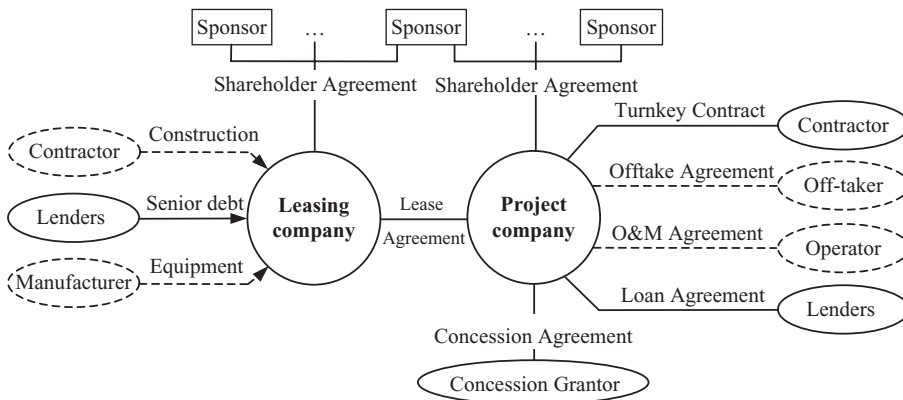 Sponsor ... Sponsor ... Sponsor
Shareholder Agreement Shareholder Agreement
Turnkey Contract
Contractor
Construction
Contractor
Offtake Agreement
Off-taker
Senior debt
Lenders
Leasing
company
Lease
Agreement
Project
company
O&M Agreement
Operator
Equipment
Manufacturer
Loan Agreement
Lenders
Concession Agreement
Concession Grantor